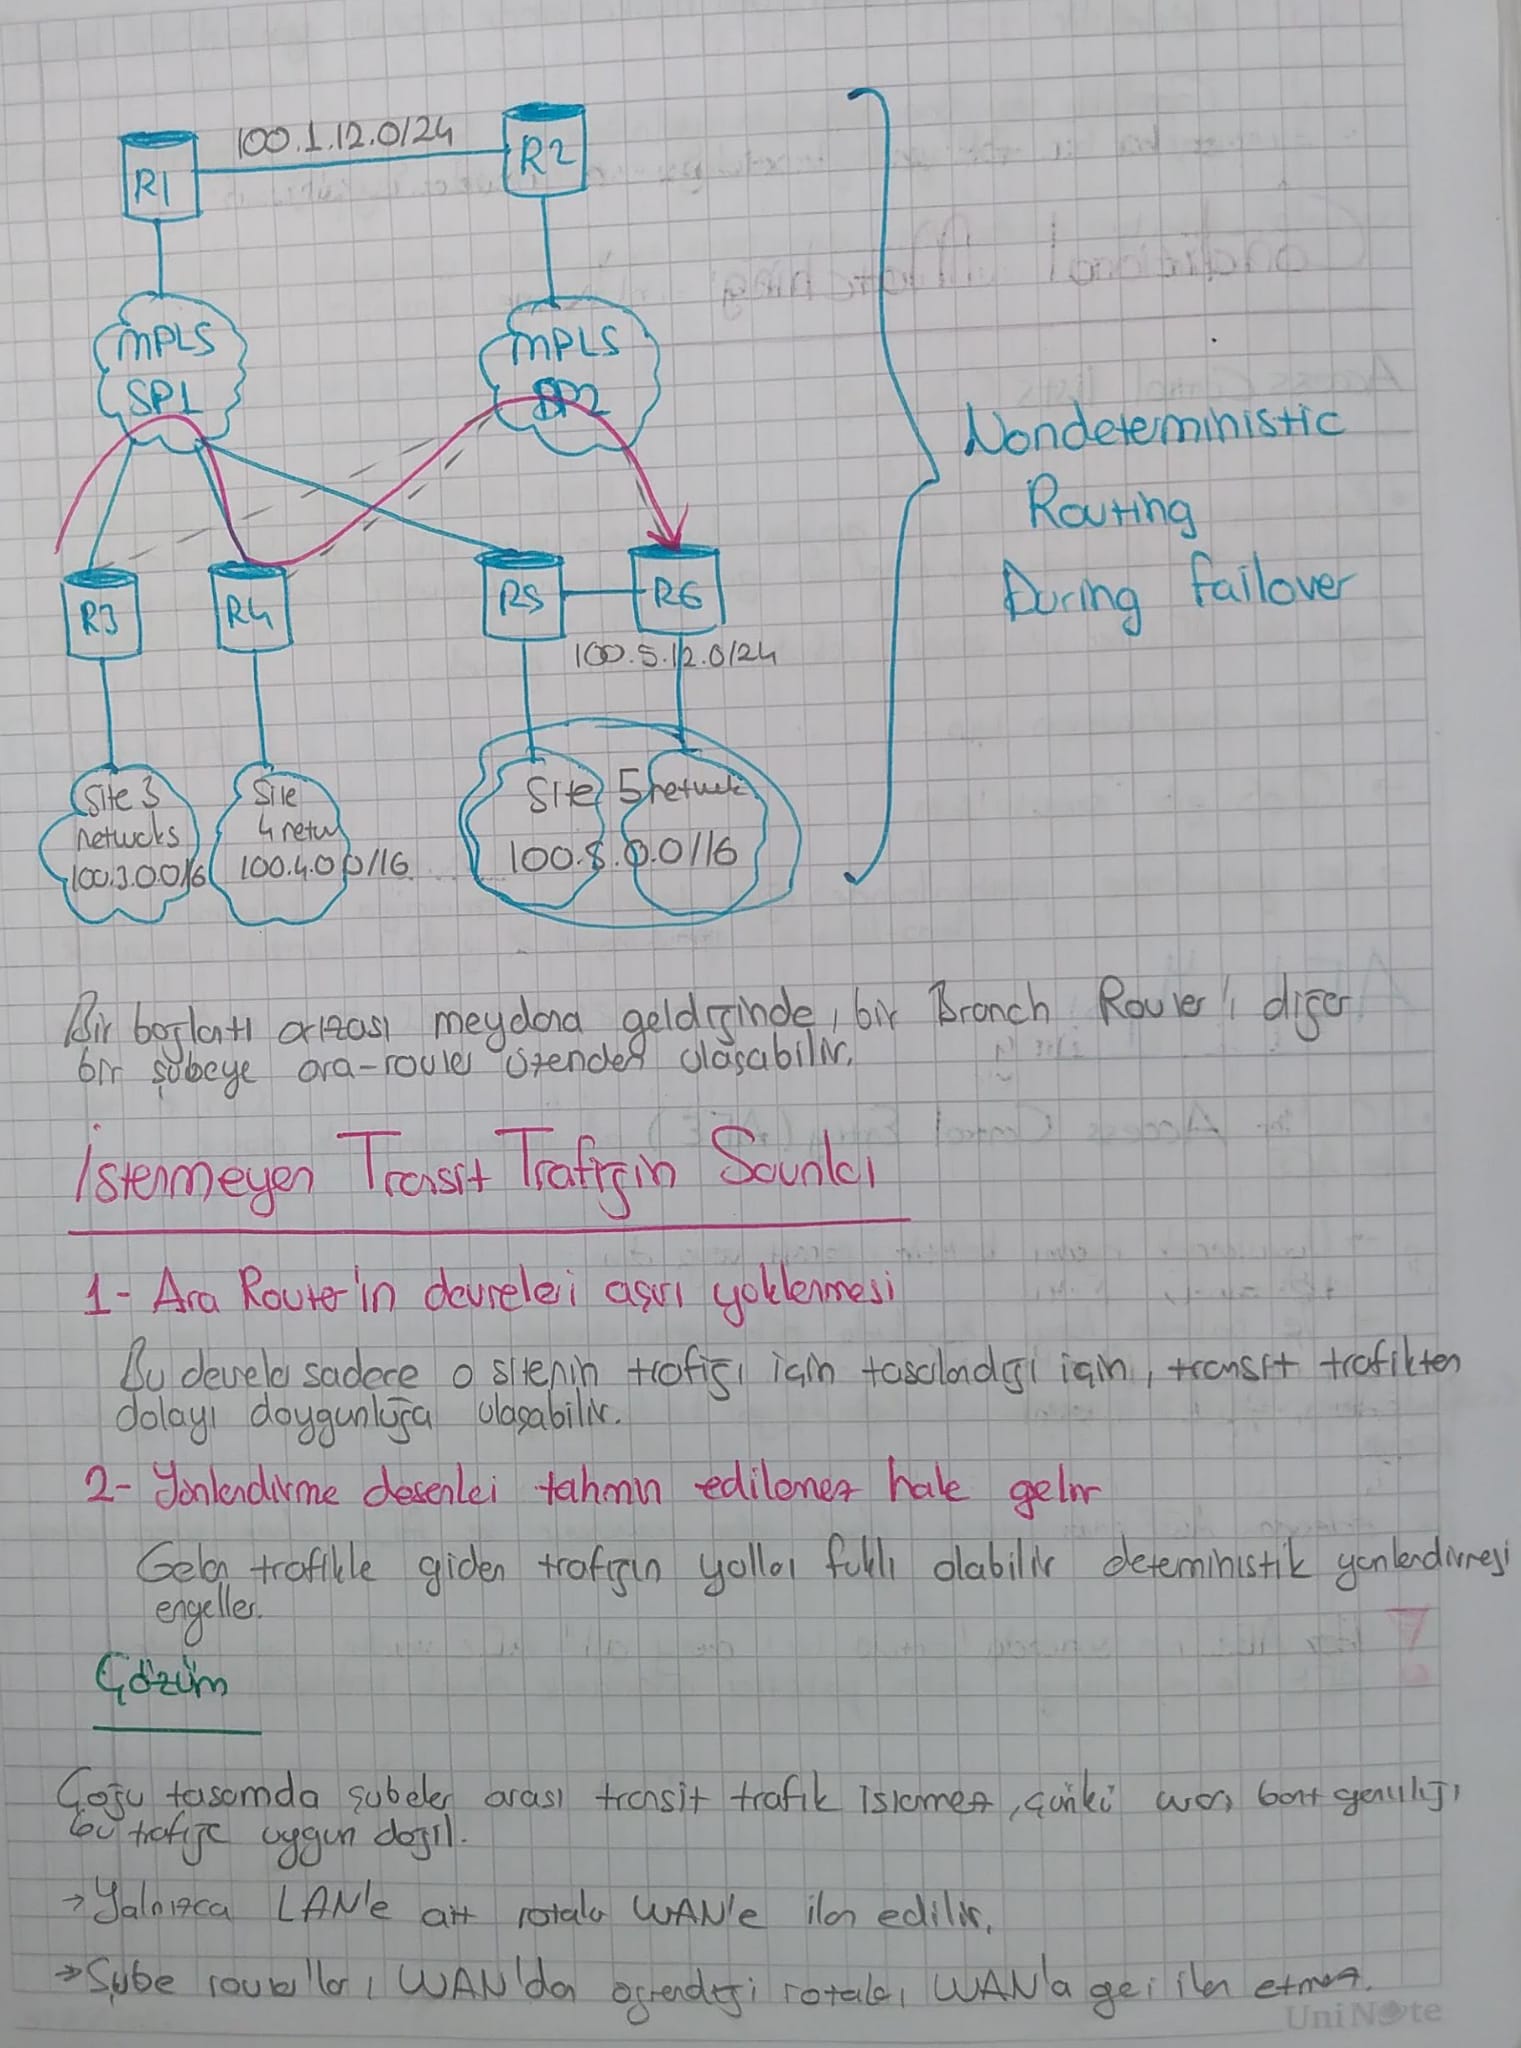 100.1.12.0/24
R1
R2
MPLS
SP1
MPLS
SP2
Nondeterministic
Routing
During failover
R3
R4
R5
R6
100.5.12.0/24
Site 3
networks
100.3.0.0/16
Site
4 netw
100.4.0.0/16
Site 5 network
100.5.0.0/16
Bir bağlantı arızası meydana geldiğinde, bir Branch Router, diğer
bir şubeye ara-router üzerinden ulaşabilir.
İstenmeyen Transit Trafiğin Sorunları
1- Ara Router'in devreleri aşırı yüklenmesi
Bu devreler sadece o sitenin trafiği için tasarlandığı için, transit trafikten
dolayı doygunluğa ulaşabilir.
2- Yönlendirme desenleri tahmin edilemez hale gelir
Gelen trafikle giden trafiğin yolları farklı olabilir deterministik yönlendirmeyi
engeller.
Çözüm
Çoğu tasarımda şubeler arası transit trafik istenmez, çünkü wan bant genişliği
bu trafiğe uygun değil.
→ Yalnızca LAN'e ait rotalar WAN'e ilan edilir.
→ Şube router'ları, WAN'dan öğrendiği rotaları WAN'a geri ilan etmez.
UniNote